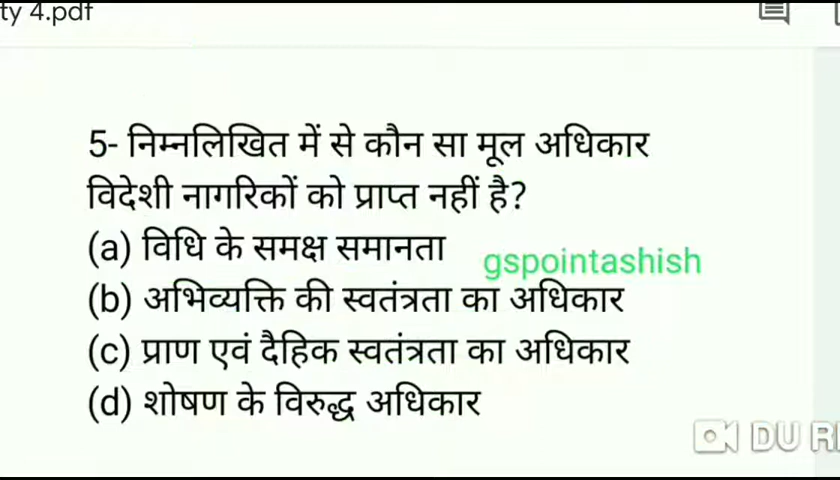 ty 4.pdf
5- निम्नलिखित में से कौन सा मूल अधिकार
विदेशी नागरिकों को प्राप्त नहीं है?
(a) विधि के समक्ष समानता
gspointashish
(b) अभिव्यक्ति की स्वतंत्रता का अधिकार
(c) प्राण एवं दैहिक स्वतंत्रता का अधिकार
(d) शोषण के विरुद्ध अधिकार
DU R